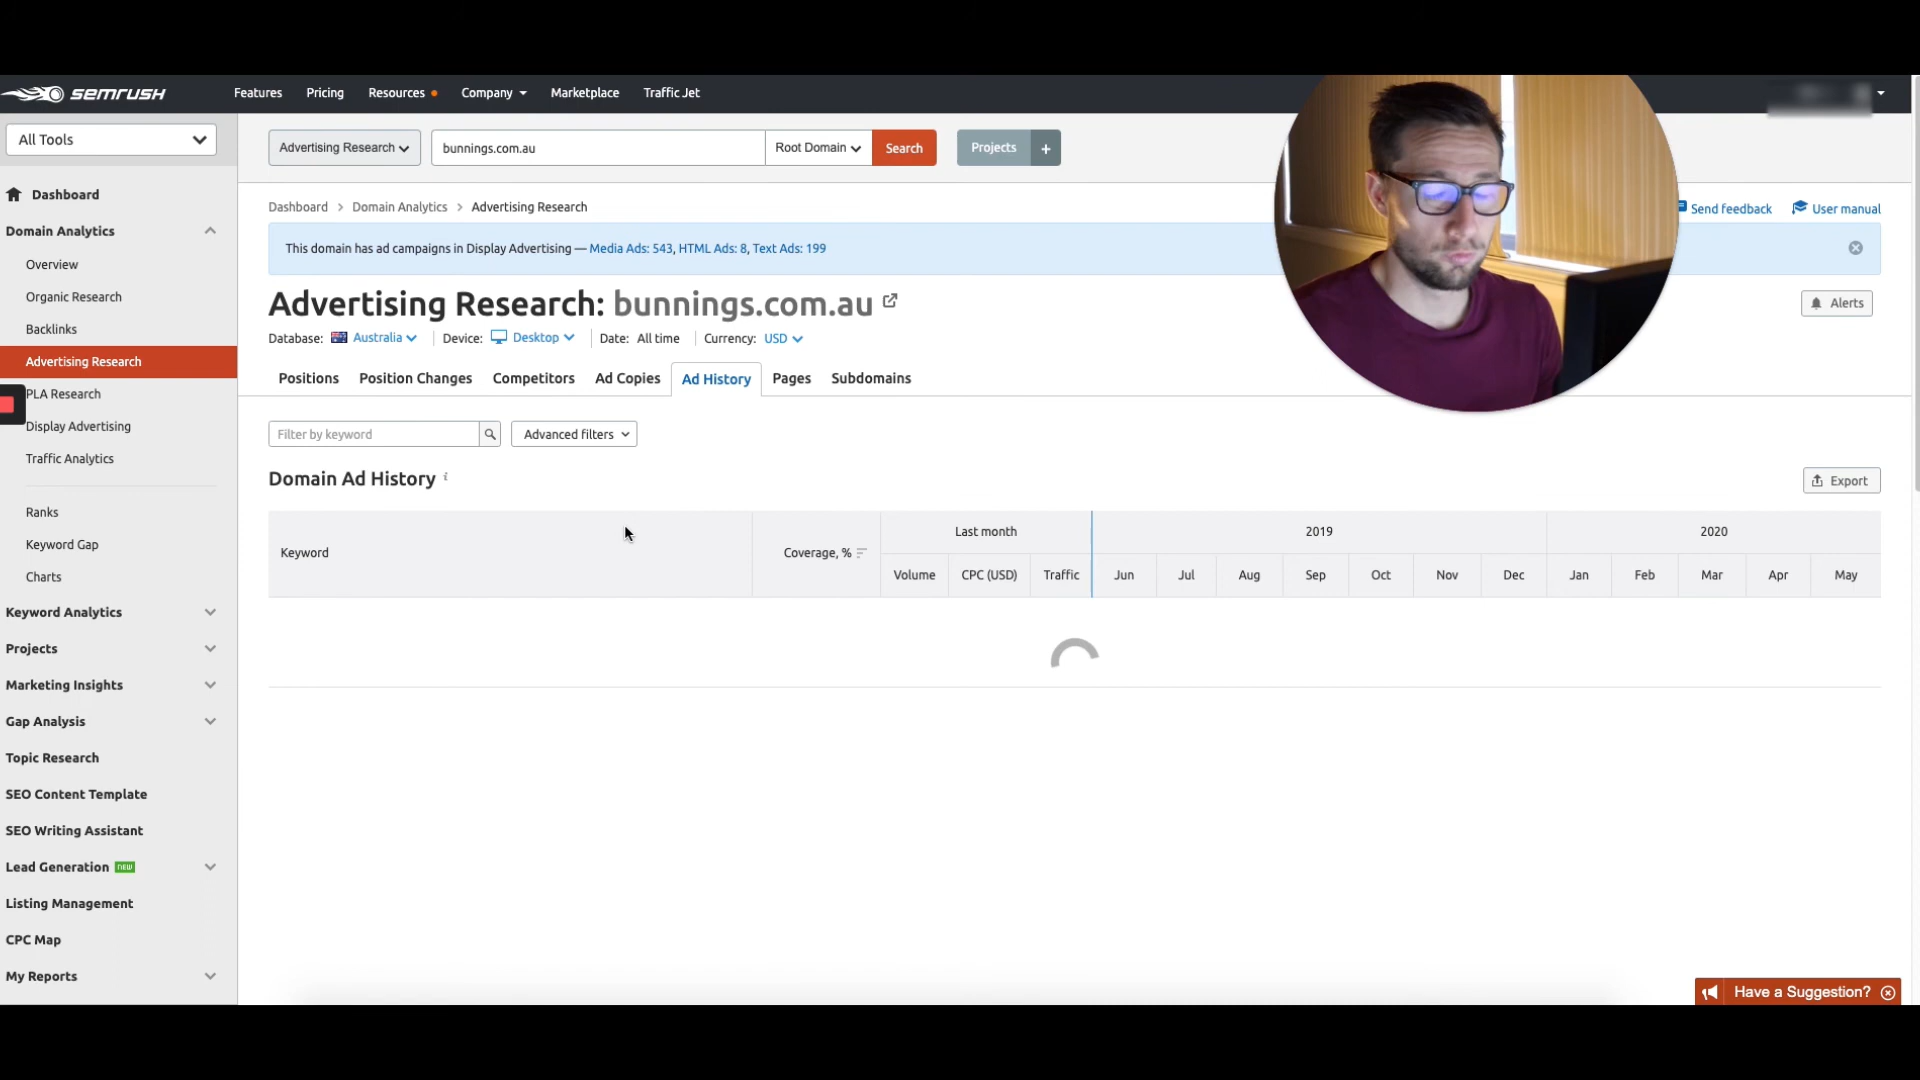 semrush
Features
Pricing
Resources
Company
Marketplace
Traffic Jet
All Tools
Advertising Research
bunnings.com.au
Root Domain
Search
Projects
+
Dashboard
Domain Analytics
Overview
Organic Research
Backlinks
Advertising Research
PLA Research
Display Advertising
Traffic Analytics
Ranks
Keyword Gap
Charts
Keyword Analytics
Projects
Marketing Insights
Gap Analysis
Topic Research
SEO Content Template
SEO Writing Assistant
Lead Generation NEW
Listing Management
CPC Map
My Reports
Dashboard > Domain Analytics > Advertising Research
Send feedback
User manual
This domain has ad campaigns in Display Advertising — Media Ads: 543, HTML Ads: 8, Text Ads: 199
Advertising Research: bunnings.com.au
Alerts
Database: Australia Device: Desktop Date: All time Currency: USD
Positions
Position Changes
Competitors
Ad Copies
Ad History
Pages
Subdomains
Filter by keyword
Advanced filters
Domain Ad History i
Export
Keyword
Coverage, %
Last month
2019
2020
Volume
CPC (USD)
Traffic
Jun
Jul
Aug
Sep
Oct
Nov
Dec
Jan
Feb
Mar
Apr
May
Have a Suggestion?